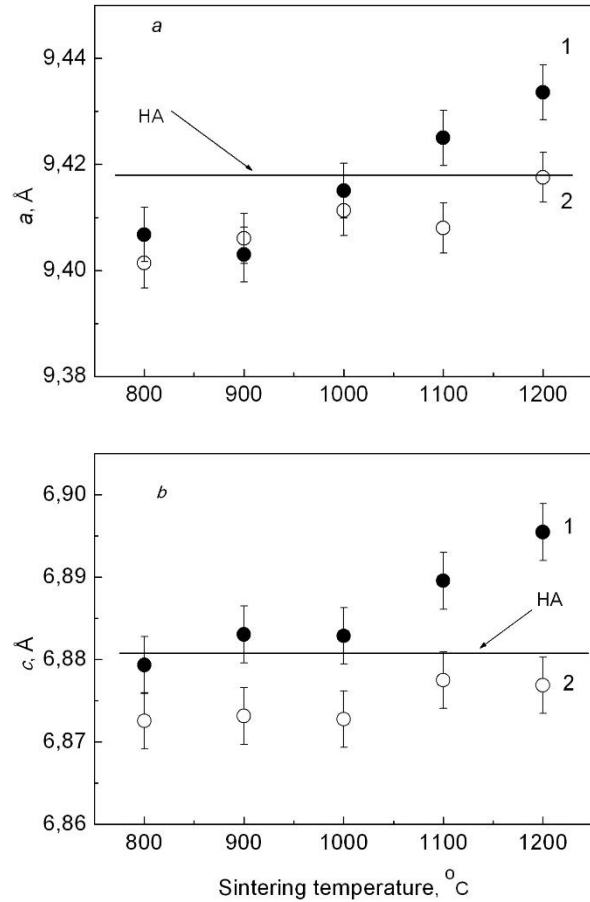 a
1
9,44
HA
9,42
a, Å
2
9,40
9,38
800 900 1000 1100 1200
b
6,90
1
6,89
HA
c, Å
6,88
2
6,87
6,86
800 900 1000 1100 1200
Sintering temperature, °C